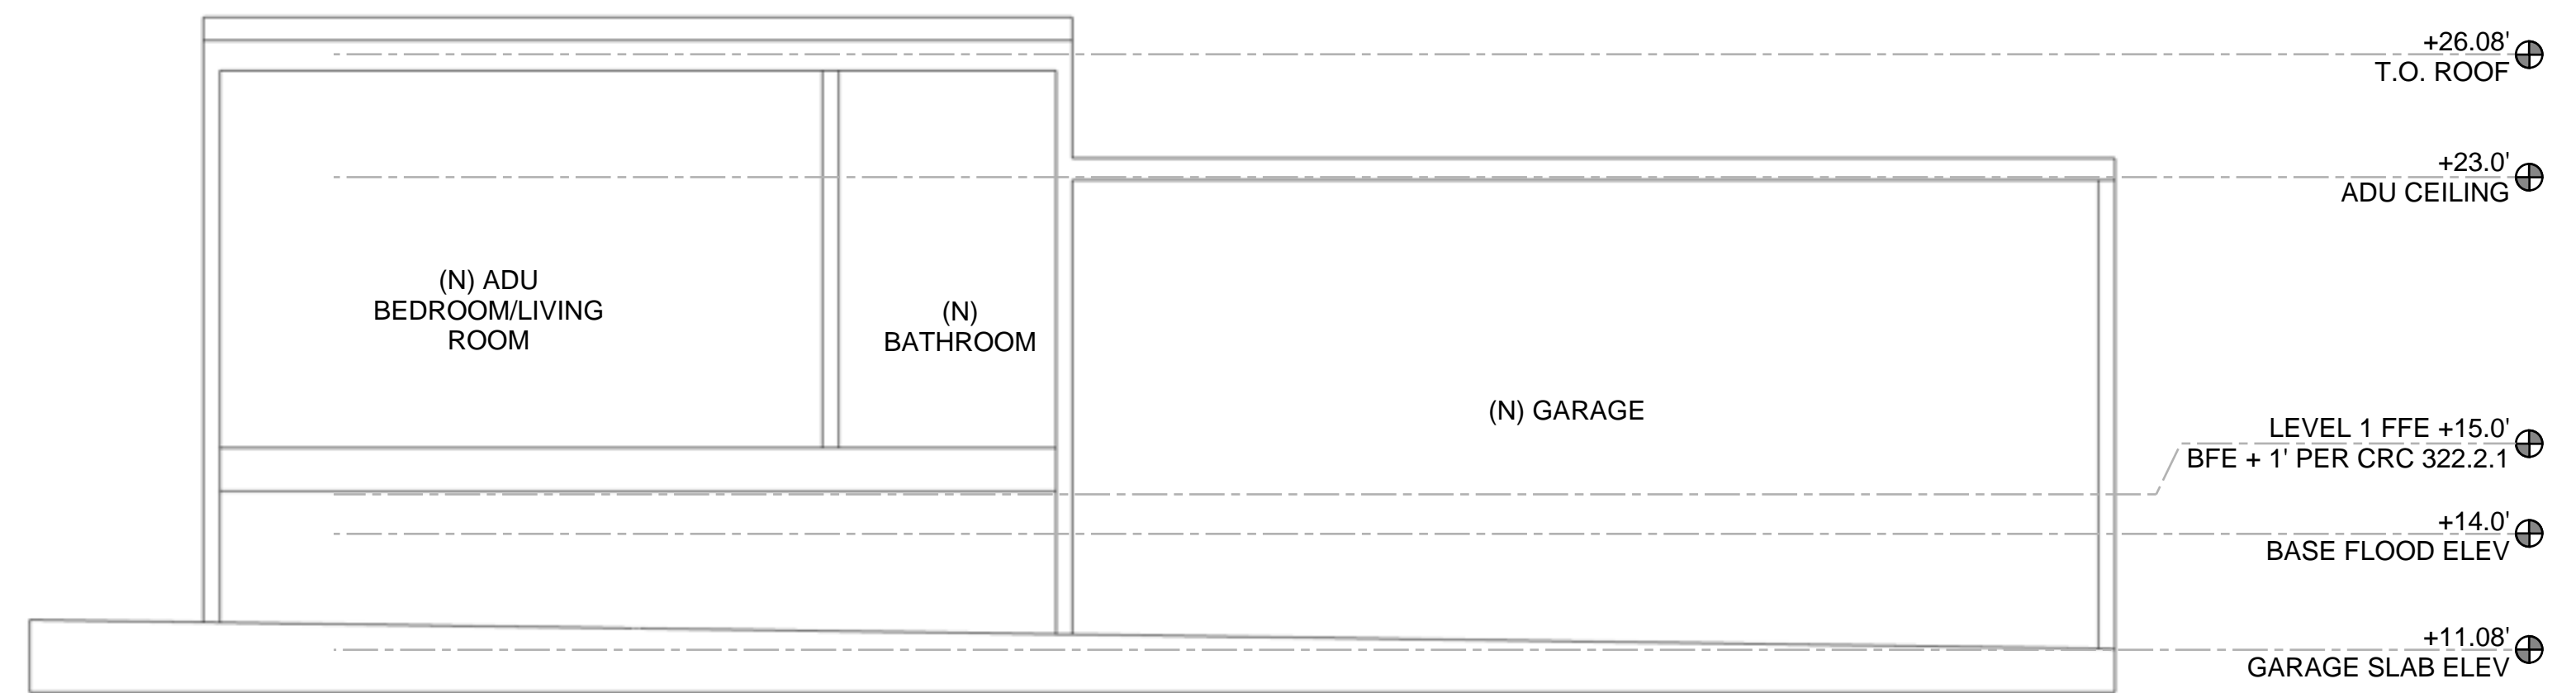 +26.08'
T.O. ROOF
+23.0'
ADU CEILING
(N) ADU
BEDROOM/LIVING
ROOM
(N)
BATHROOM
(N) GARAGE
LEVEL 1 FFE +15.0'
BFE + 1' PER CRC 322.2.1
+14.0'
BASE FLOOD ELEV
+11.08'
GARAGE SLAB ELEV